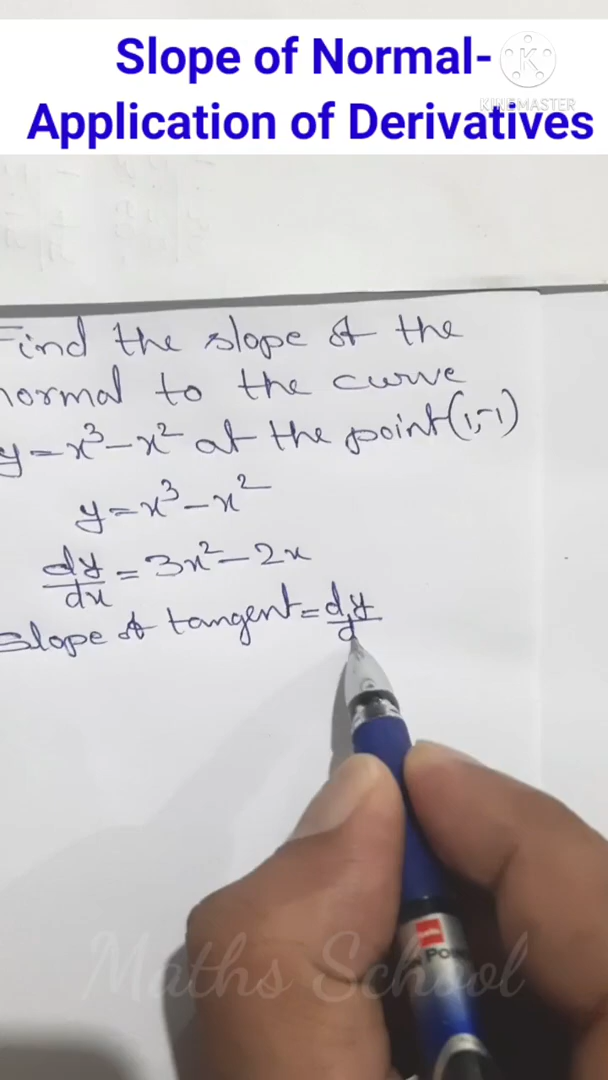 Slope of Normal-
Application of Derivatives
KINEMASTER
Find the slope of the
normal to the curve
y=x³-x² at the point(1,-1)
y=x³-x²
dy/dx = 3x²-2x
slope of tangent = dy/d
Maths School